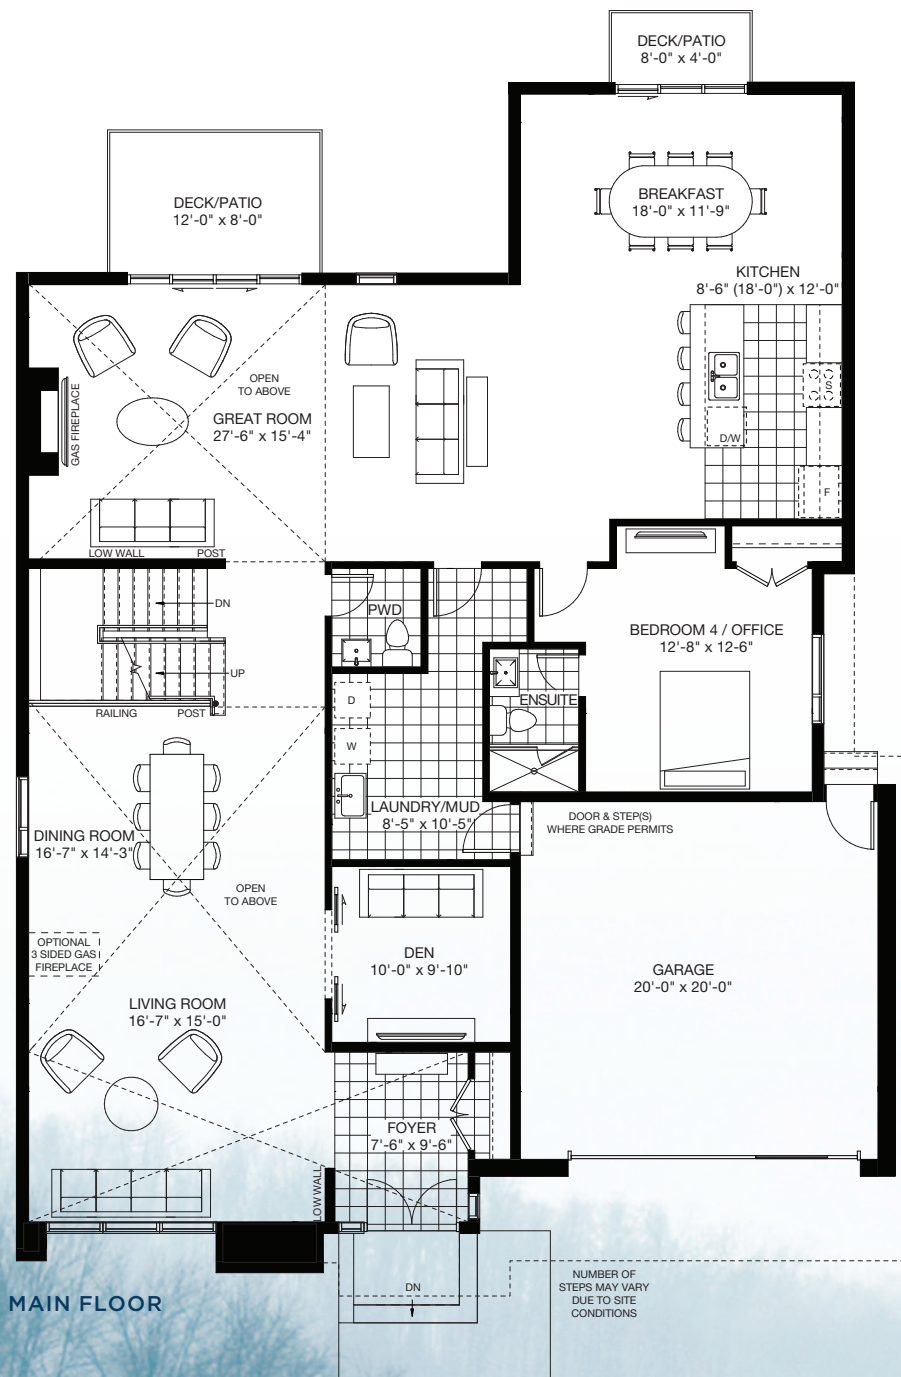 DECK/PATIO
8'-0" x 4'-0"
DECK/PATIO
12'-0" x 8'-0"
BREAKFAST
18'-0" x 11'-9"
KITCHEN
8'-6" (18'-0") x 12'-0"
OPEN
TO ABOVE
GREAT ROOM
27'-6" x 15'-4"
GAS FIREPLACE
S
D/W
F
LOW WALL
POST
DN
PWD
UP
BEDROOM 4 / OFFICE
12'-8" x 12-6"
ENSUITE
RAILING
POST
D
W
LAUNDRY/MUD
8'-5" x 10'-5"
DOOR & STEP(S)
WHERE GRADE PERMITS
DINING ROOM
16'-7" x 14'-3"
OPEN
TO ABOVE
OPTIONAL
3 SIDED GAS
FIREPLACE
DEN
10'-0" x 9'-10"
GARAGE
20'-0" x 20'-0"
LIVING ROOM
16'-7" x 15'-0"
FOYER
7'-6" x 9'-6"
LOW WALL
DN
NUMBER OF
STEPS MAY VARY
DUE TO SITE
CONDITIONS
MAIN FLOOR